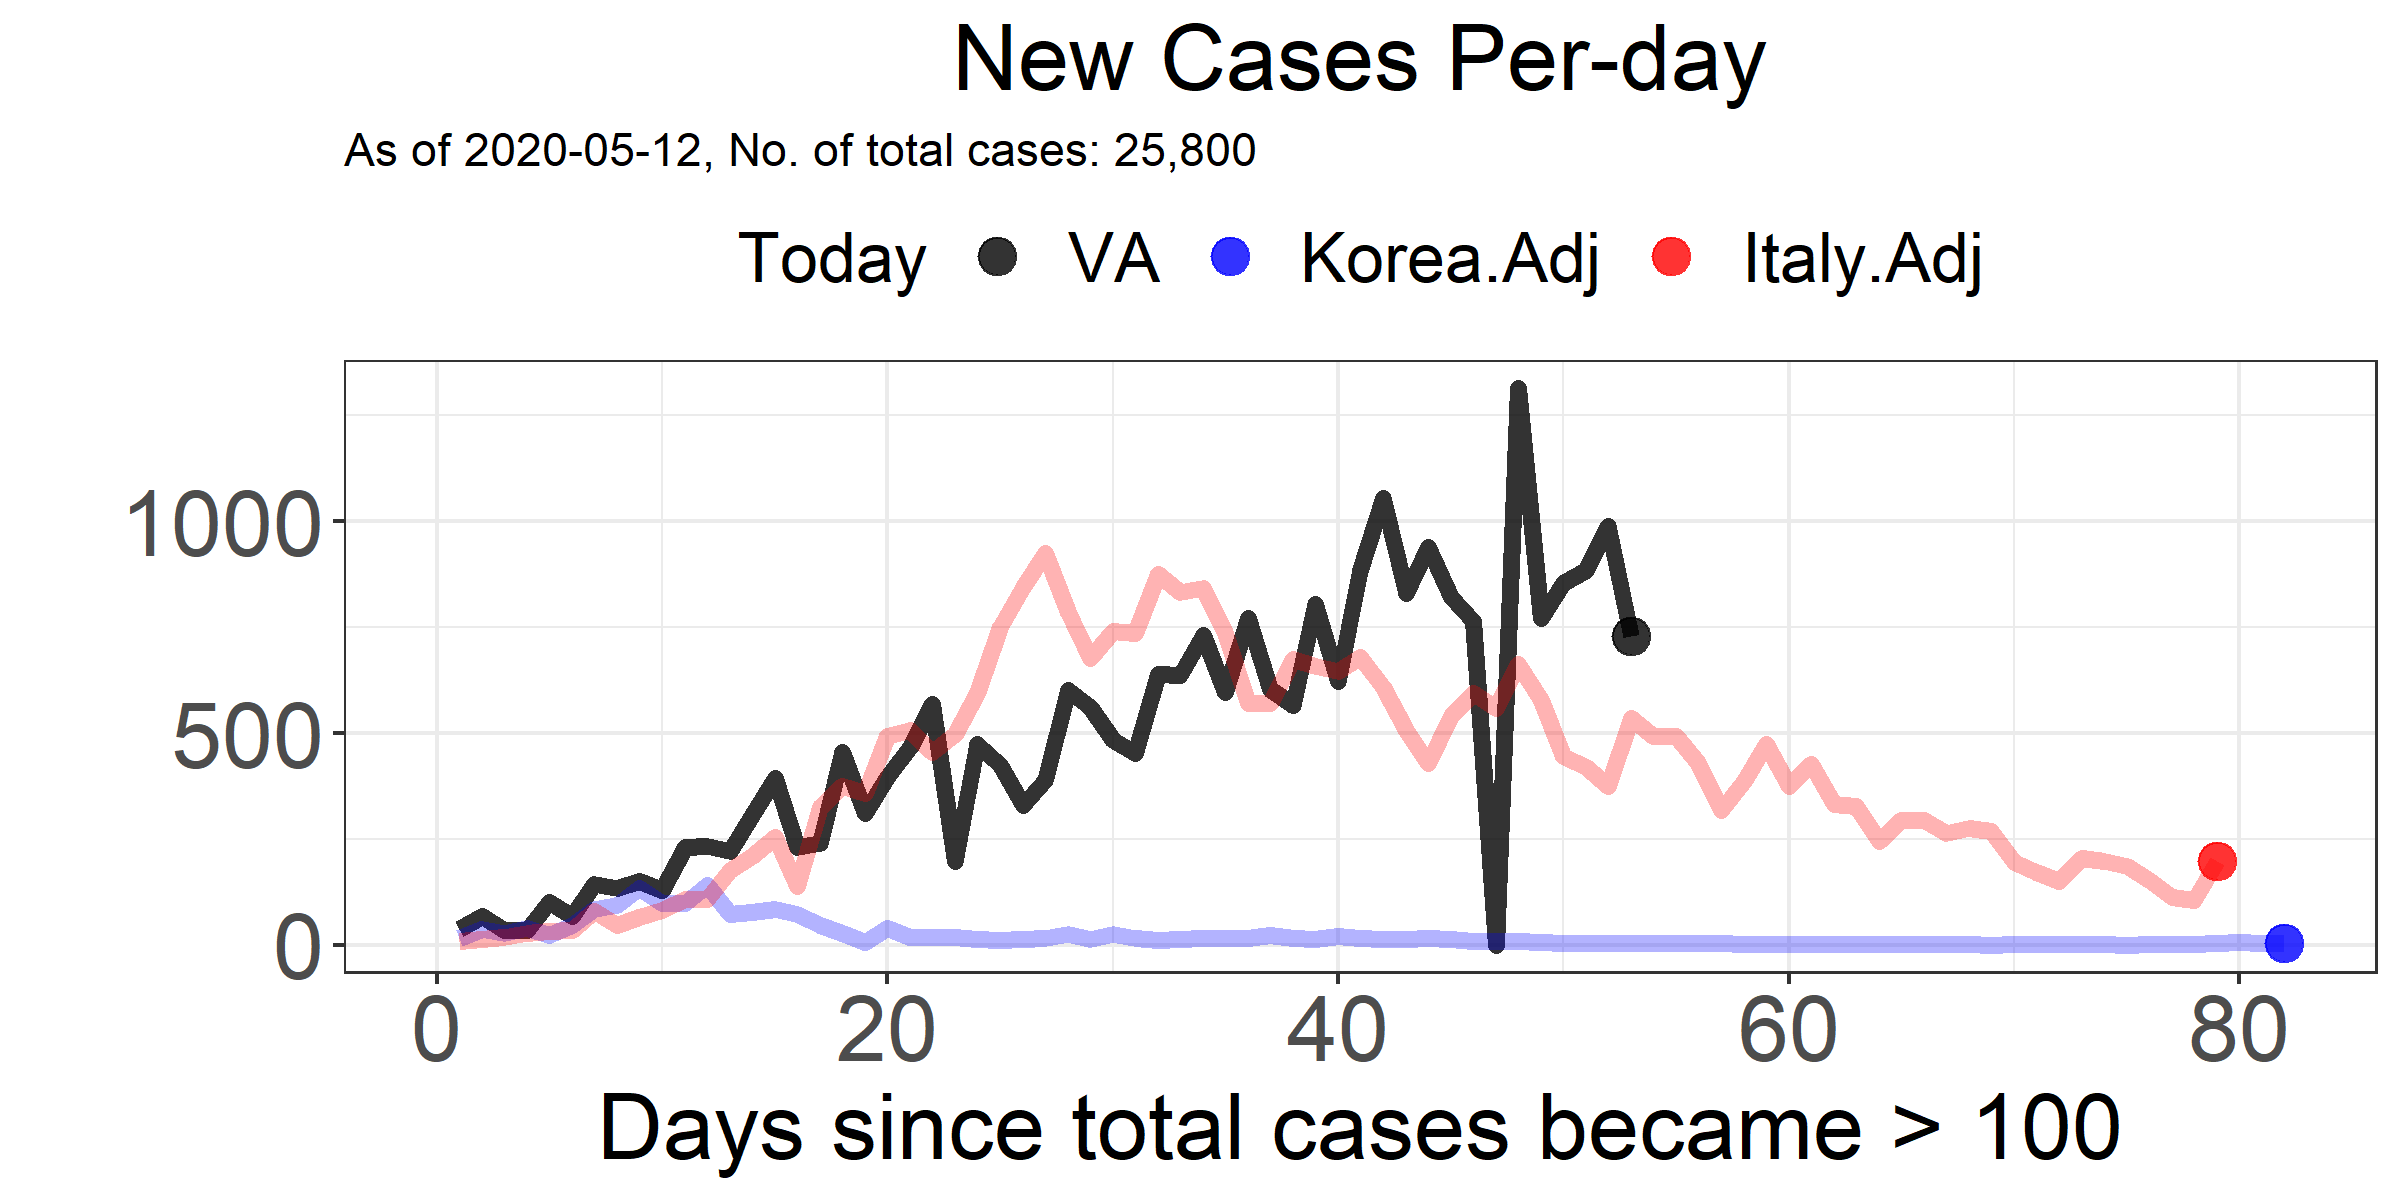 New Cases Per-day
As of 2020-05-12, No. of total cases: 25,800
Today VA Korea.Adj Italy.Adj
1000
500
0
0 20 40 60 80
Days since total cases became > 100